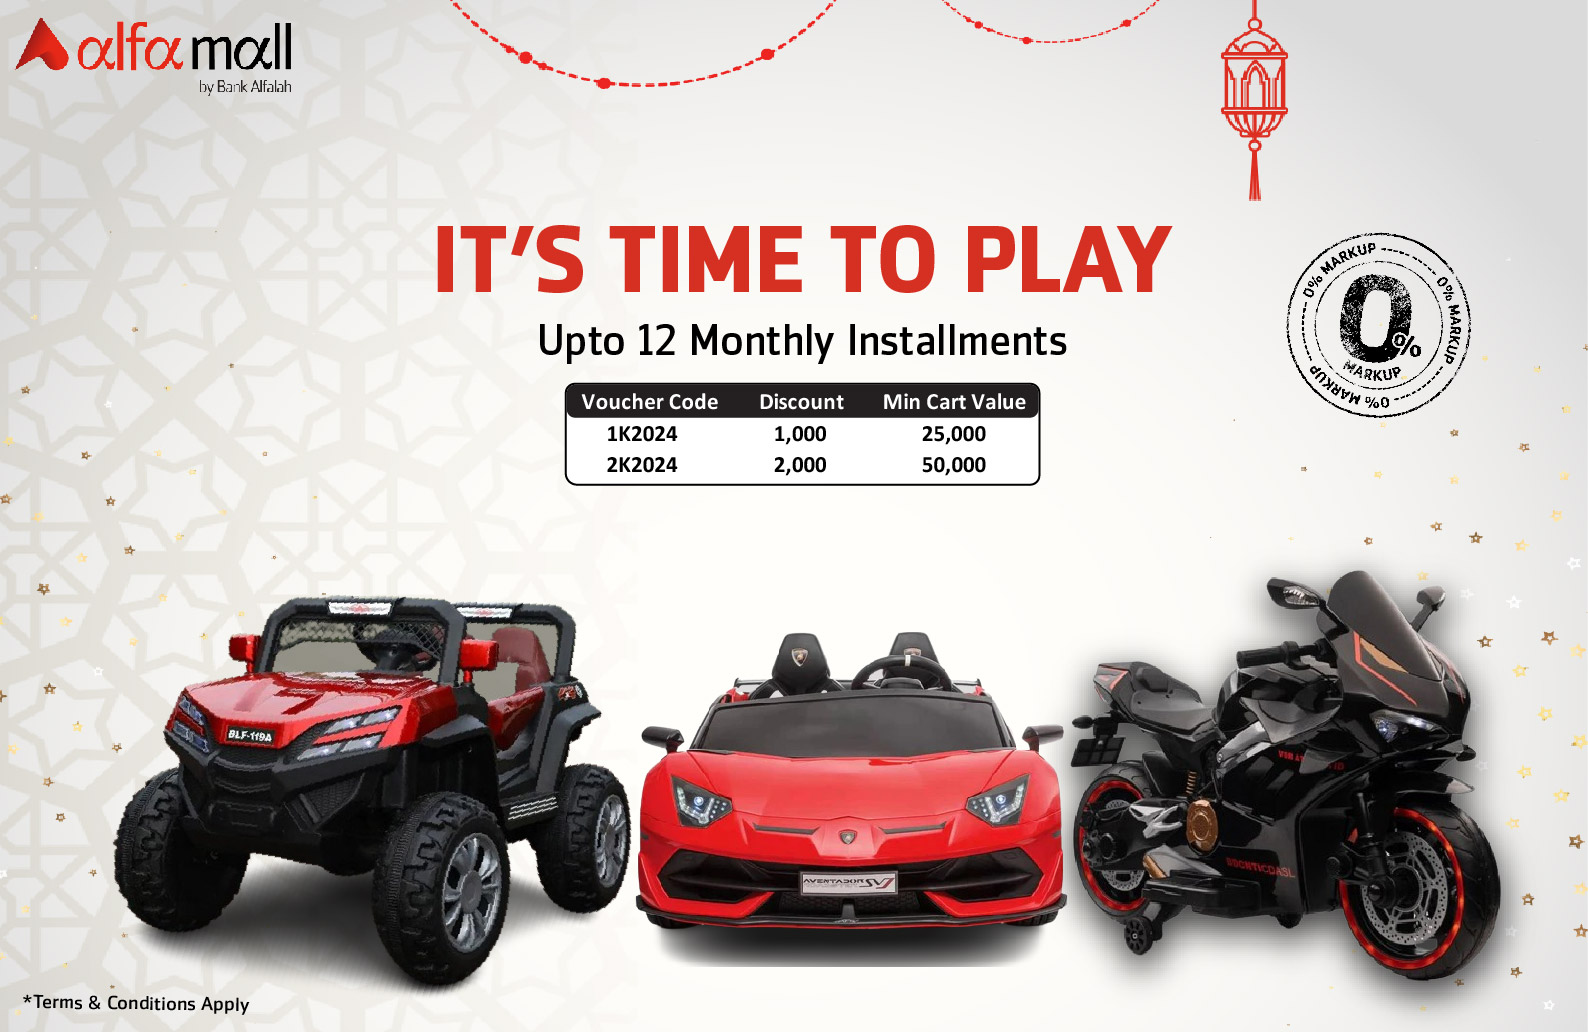 alfa mall
by Bank Alfalah
IT'S TIME TO PLAY
Upto 12 Monthly Installments
0% MARKUP
0% MARKUP
0% MARKUP
0% MARKUP
0%
MARKUP
Voucher Code Discount Min Cart Value
1K2024 1,000 25,000
2K2024 2,000 50,000
BLF-119A
AVENTADOR SVJ
*Terms & Conditions Apply